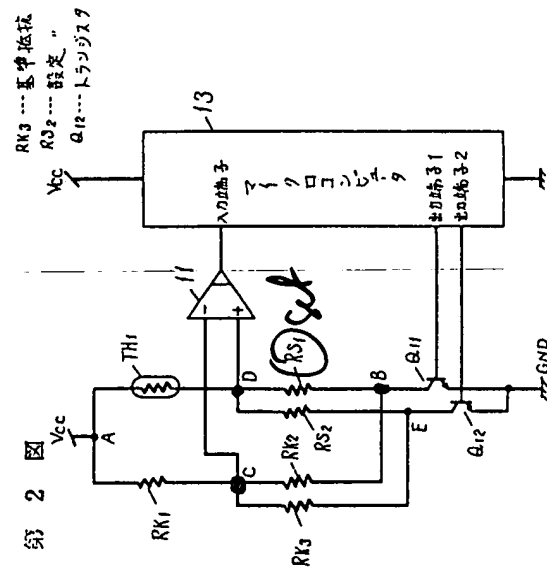 第 2 図
RK3 ---- 基準抵抗
RS2 --- 設定 〃
Q12 --- トランジスタ
Vcc
A
TH1
RK1
C
D
11
-
+
RK2
RK3
RS1
RS2
B
E
Q11
Q12
GND
Vcc
13
入力端子
マイクロコンピュータ
出力端子1
出力端子2